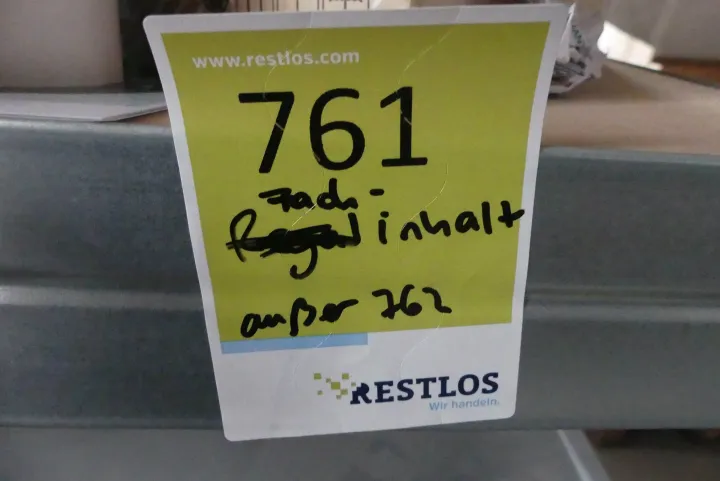 www.restlos.com
761
Fach-
Regal inhalt
außer 762
RESTLOS
Wir handeln.